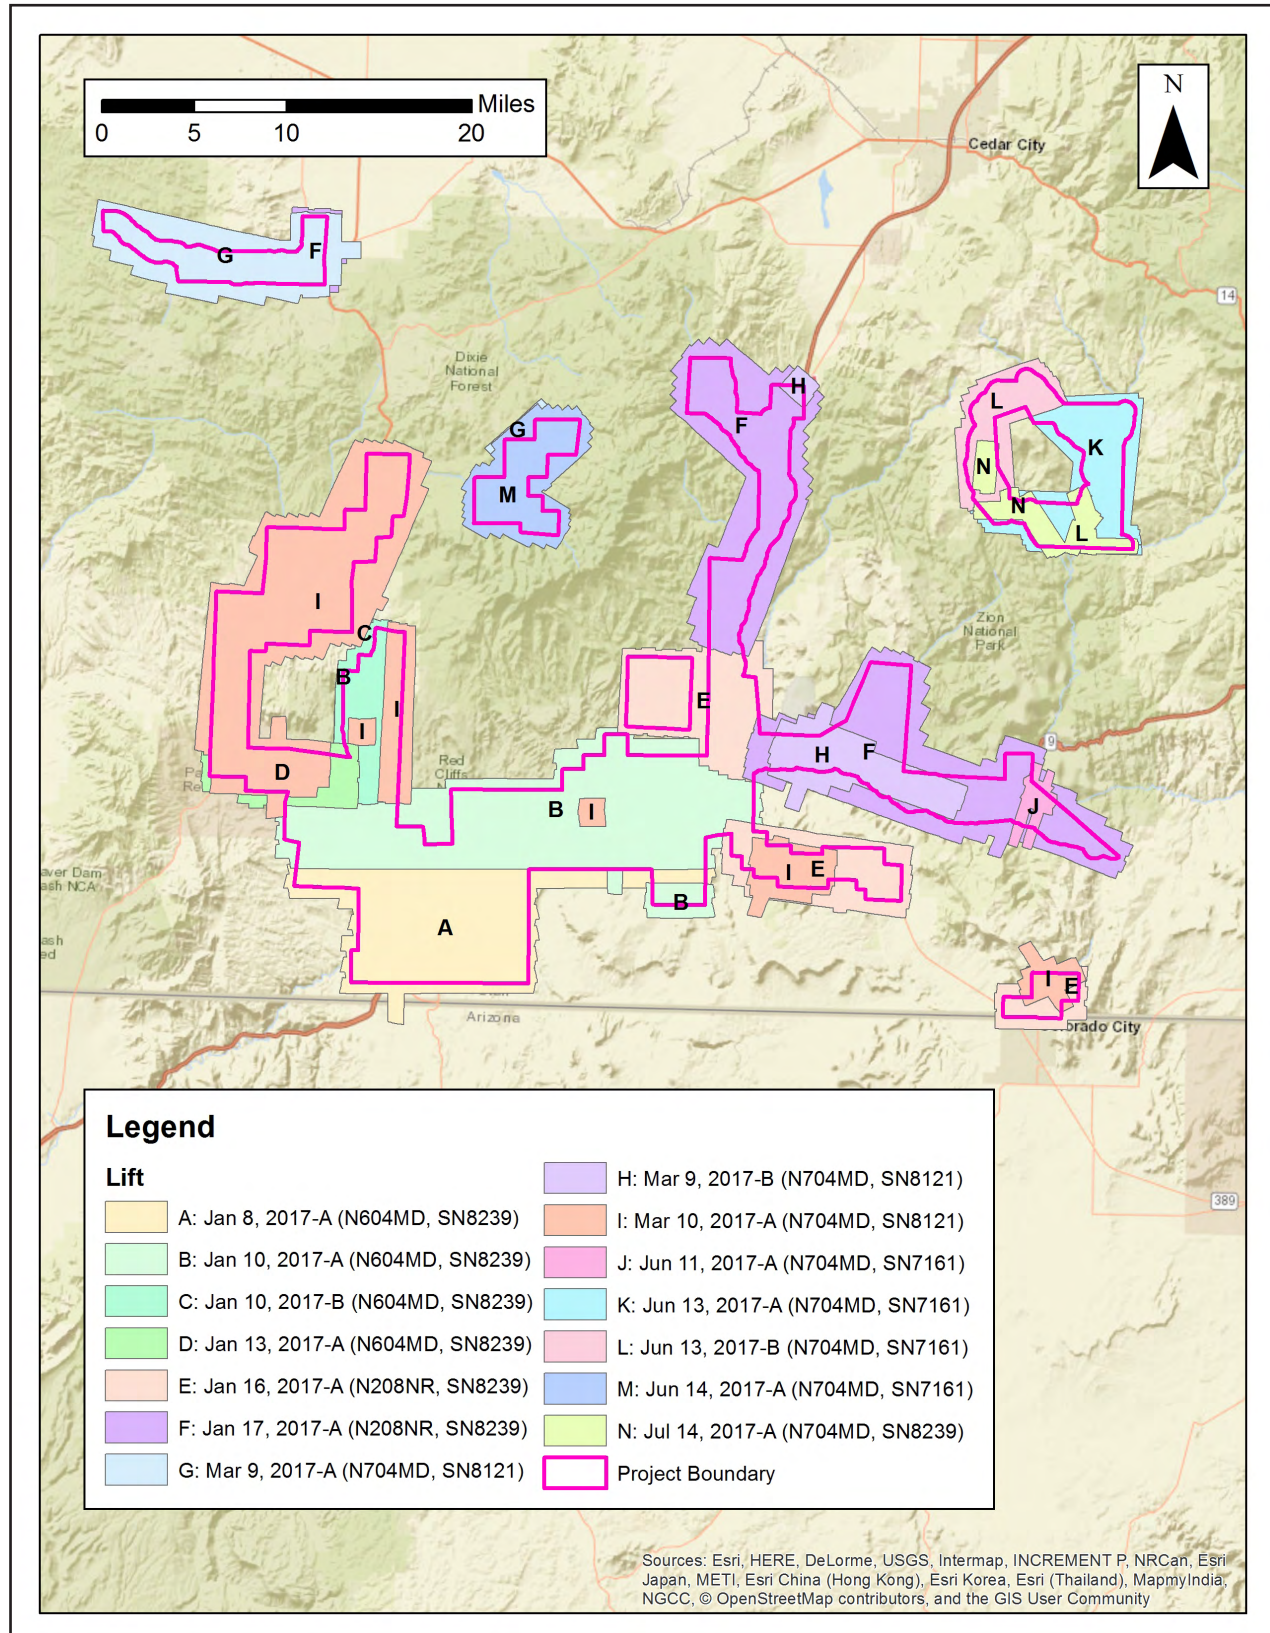 Miles
0 5 10 20
N
Cedar City
14
G
F
Dixie
National
Forest
H
F
L
K
G
M
N
N
L
I
C
B
I
I
D
Zion
National
Park
E
9
H
F
J
Red
Cliffs
B
I
I
E
B
A
I
E
Arizona
City
389
Legend
Lift
A: Jan 8, 2017-A (N604MD, SN8239)
B: Jan 10, 2017-A (N604MD, SN8239)
C: Jan 10, 2017-B (N604MD, SN8239)
D: Jan 13, 2017-A (N604MD, SN8239)
E: Jan 16, 2017-A (N208NR, SN8239)
F: Jan 17, 2017-A (N208NR, SN8239)
G: Mar 9, 2017-A (N704MD, SN8121)
H: Mar 9, 2017-B (N704MD, SN8121)
I: Mar 10, 2017-A (N704MD, SN8121)
J: Jun 11, 2017-A (N704MD, SN7161)
K: Jun 13, 2017-A (N704MD, SN7161)
L: Jun 13, 2017-B (N704MD, SN7161)
M: Jun 14, 2017-A (N704MD, SN7161)
N: Jul 14, 2017-A (N704MD, SN8239)
Project Boundary
Sources: Esri, HERE, DeLorme, USGS, Intermap, INCREMENT P, NRCan, Esri
Japan, METI, Esri China (Hong Kong), Esri Korea, Esri (Thailand), MapmyIndia,
NGCC, © OpenStreetMap contributors, and the GIS User Community